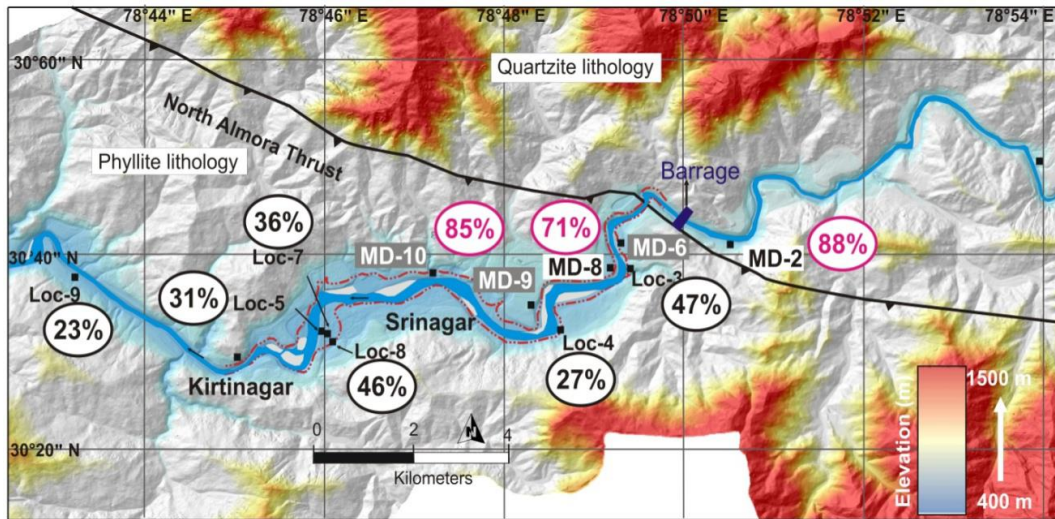 78°44" E
78°46" E
78°48" E
78°50" E
78°52" E
78°54" E
30°60" N
Quartzite lithology
North Almora Thrust
Phyllite lithology
Barrage
36%
85%
71%
88%
30°40" N
Loc-7
MD-10
MD-9
MD-8
MD-6
MD-2
Loc-3
Loc-9
31%
Loc-5
47%
23%
Srinagar
Loc-4
Loc-8
Kirtinagar
46%
27%
30°20" N
0 2 4
Kilometers
N
Elevation (m)
1500 m
400 m